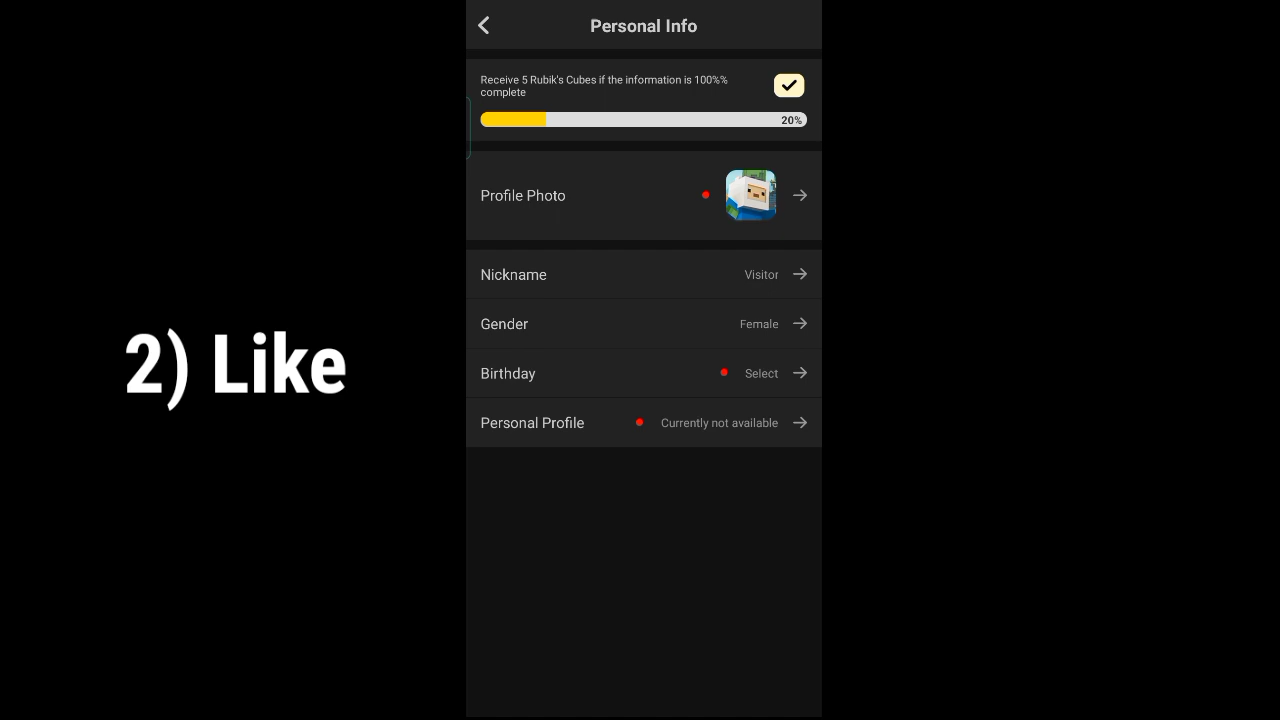 Personal Info
Receive 5 Rubik's Cubes if the information is 100%%
complete
20%
Profile Photo
Nickname Visitor
Gender Female
Birthday Select
Personal Profile Currently not available
2) Like